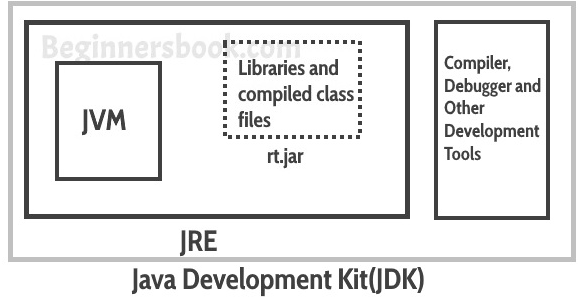 Beginnersbook.com
JVM
Libraries and
compiled class
files
rt.jar
Compiler,
Debugger and
Other
Development
Tools
JRE
Java Development Kit(JDK)